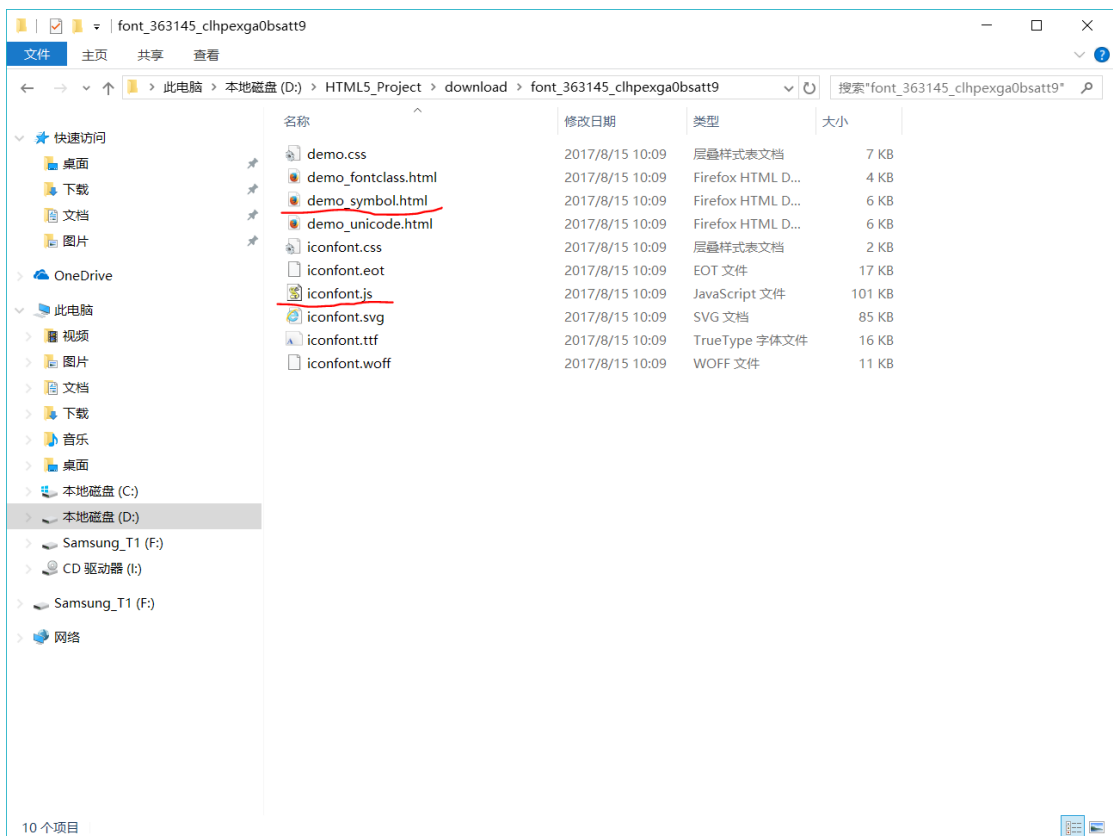 font_363145_clhpexga0bsatt9
文件 主页 共享 查看
此电脑 本地磁盘 (D:) HTML5_Project download font_363145_clhpexga0bsatt9 搜索"font_363145_clhpexga0bsatt9"
快速访问
桌面
下载
文档
图片
OneDrive
此电脑
视频
图片
文档
下载
音乐
桌面
本地磁盘 (C:)
本地磁盘 (D:)
Samsung_T1 (F:)
CD 驱动器 (I:)
Samsung_T1 (F:)
网络
名称 修改日期 类型 大小
demo.css 2017/8/15 10:09 层叠样式表文档 7 KB
demo_fontclass.html 2017/8/15 10:09 Firefox HTML D... 4 KB
demo_symbol.html 2017/8/15 10:09 Firefox HTML D... 6 KB
demo_unicode.html 2017/8/15 10:09 Firefox HTML D... 6 KB
iconfont.css 2017/8/15 10:09 层叠样式表文档 2 KB
iconfont.eot 2017/8/15 10:09 EOT 文件 17 KB
iconfont.js 2017/8/15 10:09 JavaScript 文件 101 KB
iconfont.svg 2017/8/15 10:09 SVG 文档 85 KB
iconfont.ttf 2017/8/15 10:09 TrueType 字体文件 16 KB
iconfont.woff 2017/8/15 10:09 WOFF 文件 11 KB
10 个项目